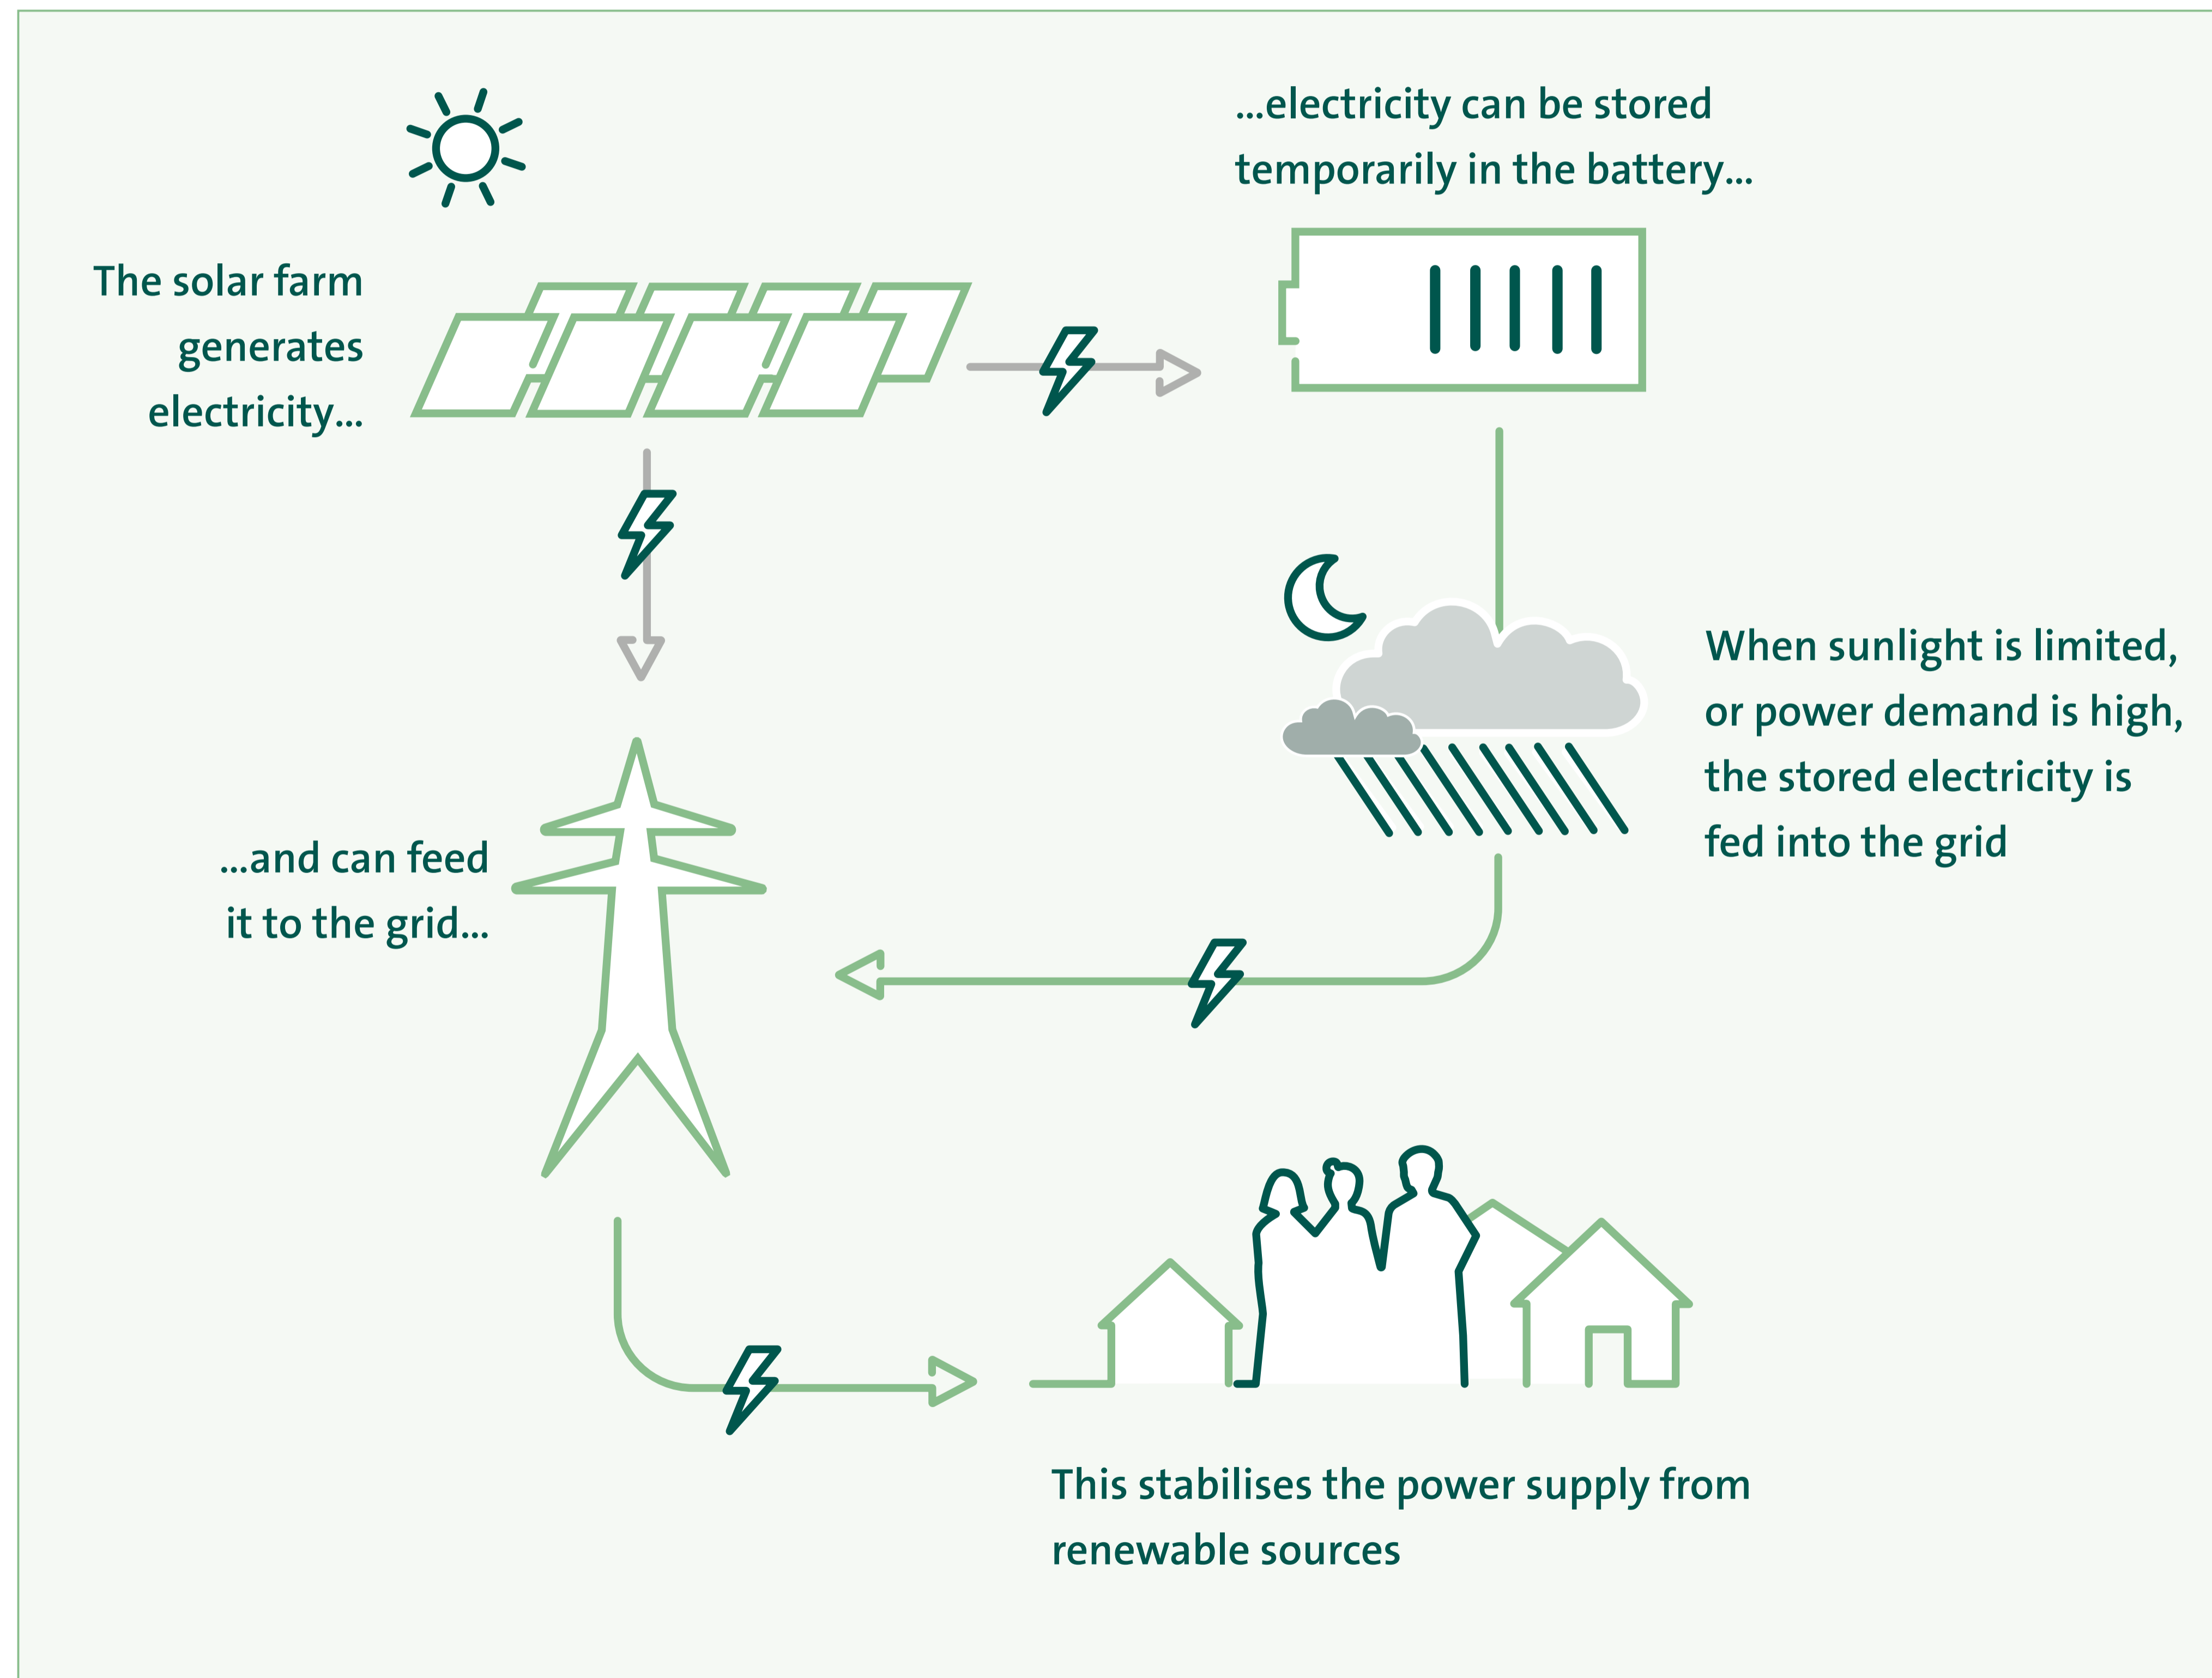 The solar farm
generates
electricity...
...electricity can be stored
temporarily in the battery...
...and can feed
it to the grid...
When sunlight is limited,
or power demand is high,
the stored electricity is
fed into the grid
This stabilises the power supply from
renewable sources